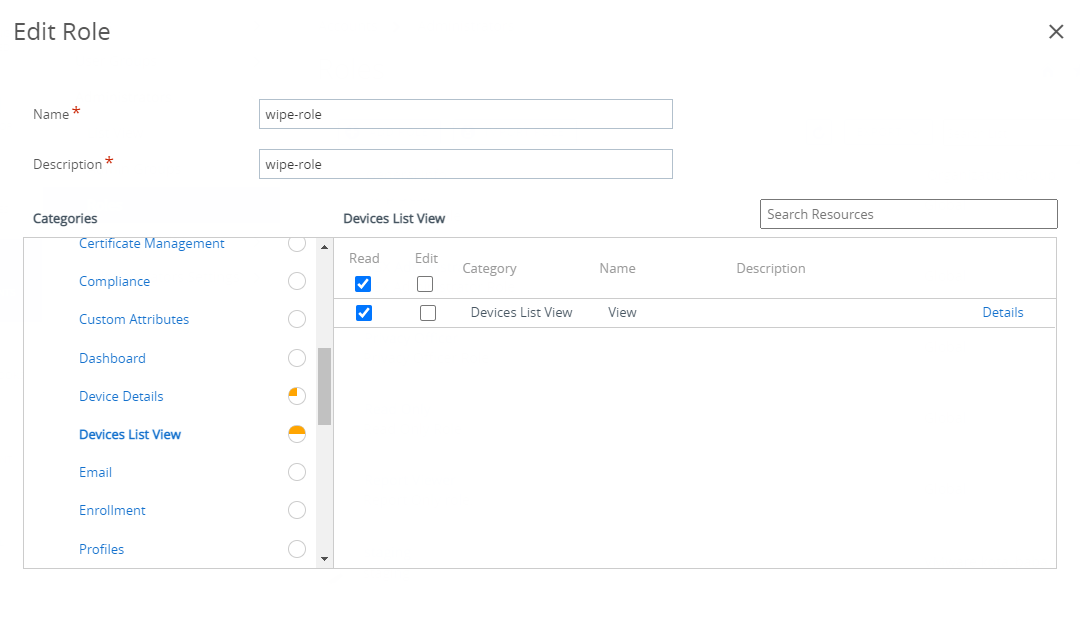 Edit Role
Name *
wipe-role
Description *
wipe-role
Categories
Devices List View
Search Resources
Certificate Management
Compliance
Custom Attributes
Dashboard
Device Details
Devices List View
Email
Enrollment
Profiles
Read Edit Category Name Description
Devices List View View Details